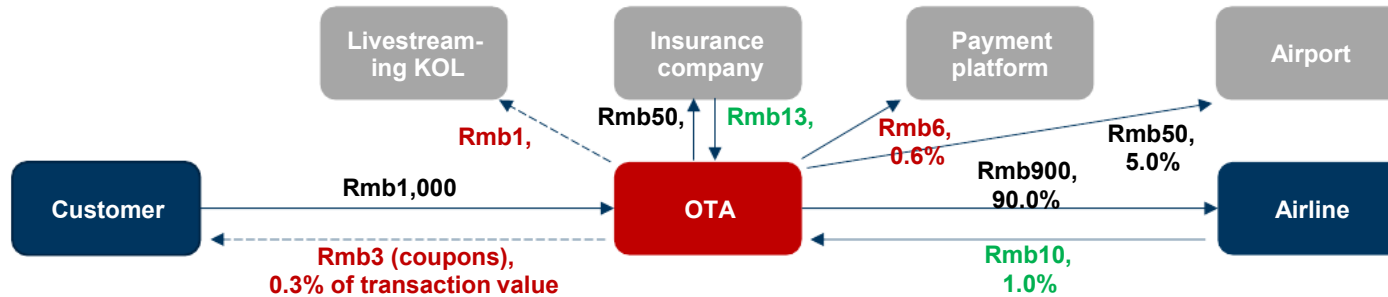 Livestream-
ing KOL
Insurance
company
Payment
platform
Airport
Rmb1,
Rmb50,
Rmb13,
Rmb6,
0.6%
Rmb50,
5.0%
Customer
Rmb1,000
OTA
Rmb900,
90.0%
Airline
Rmb3 (coupons),
0.3% of transaction value
Rmb10,
1.0%